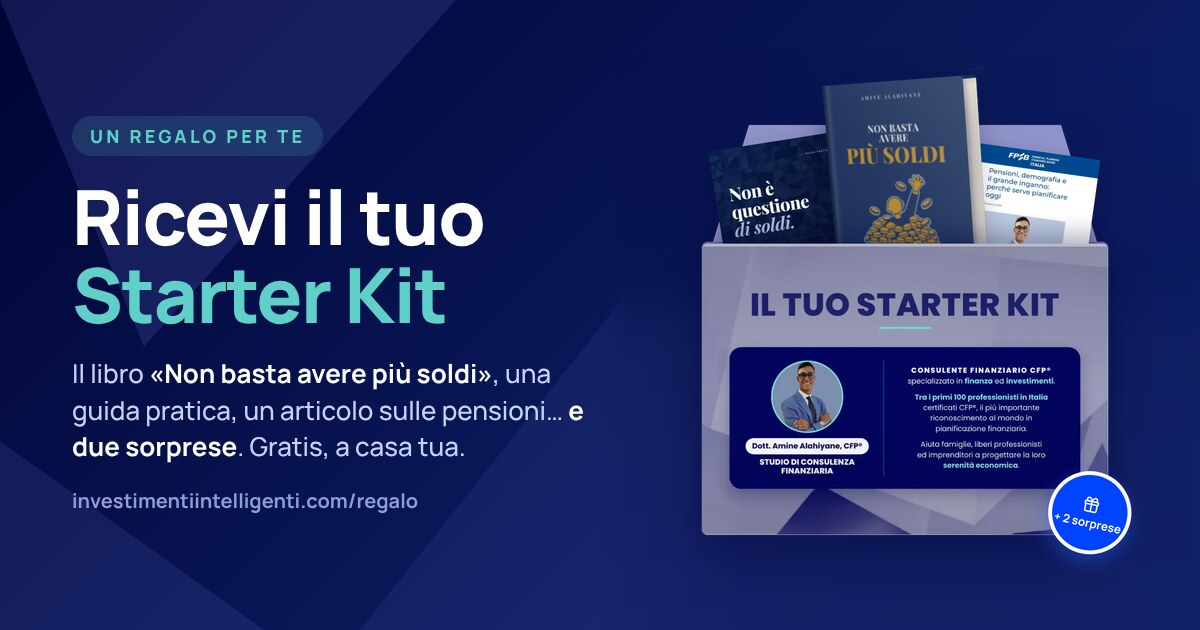 UN REGALO PER TE
Ricevi il tuo
Starter Kit
Il libro «Non basta avere più soldi», una
guida pratica, un articolo sulle pensioni... e
due sorprese. Gratis, a casa tua.
investimentiintelligenti.com/regalo
AMINE ALAHIYANE
NON BASTA
AVERE
PIÙ SOLDI
Non è
questione
di soldi.
FPSB
ITALIA
Pensioni, demografia e
il grande inganno:
perché serve pianificare
oggi
IL TUO STARTER KIT
Dott. Amine Alahiyane, CFP®
STUDIO DI CONSULENZA
FINANZIARIA
CONSULENTE FINANZIARIO CFP®
specializzato in finanza ed investimenti.
Tra i primi 100 professionisti in Italia
certificati CFP®, il più importante
riconoscimento al mondo in
pianificazione finanziaria.
Aiuta famiglie, liberi professionisti
ed imprenditori a progettare la loro
serenità economica.
+ 2 sorprese